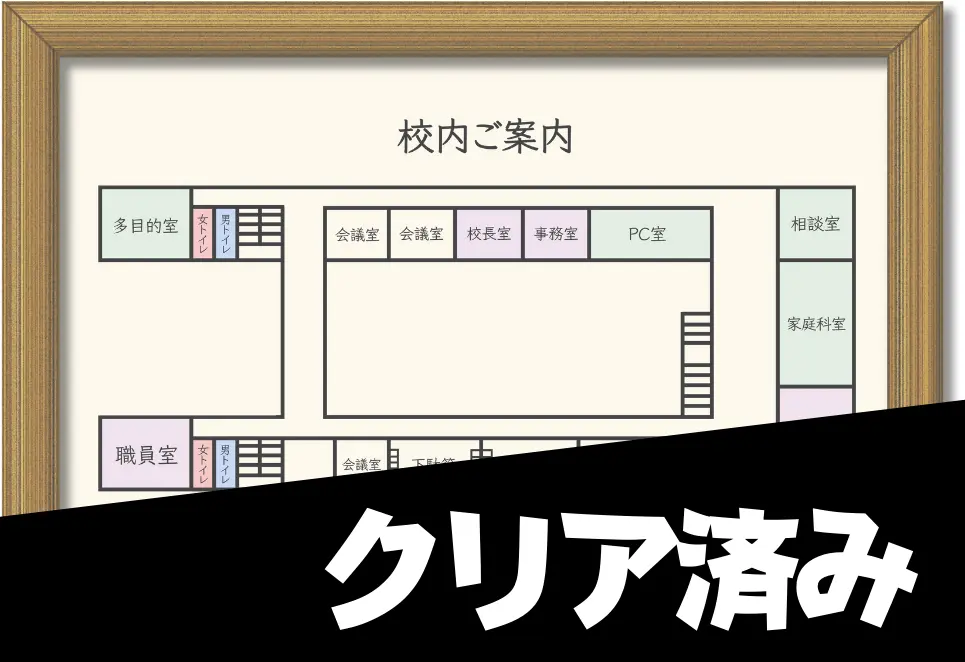 校内ご案内
多目的室
女トイレ
男トイレ
会議室
会議室
校長室
事務室
PC室
相談室
家庭科室
職員室
女トイレ
男トイレ
会議室
下駄箱
クリア済み